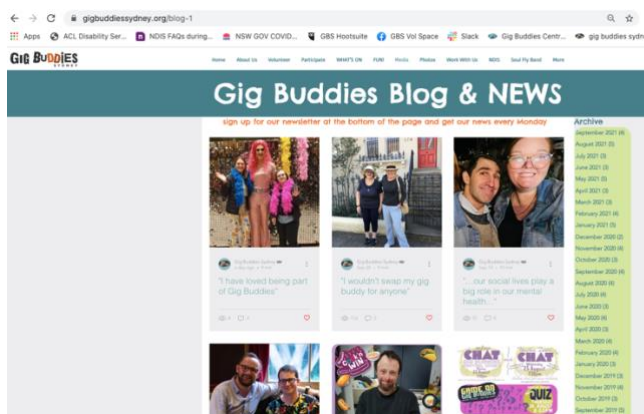 gigbuddiessydney.org/blog-1
Apps ACL Disability Ser... NDIS FAQs during... NSW GOV COVID... GBS Hootsuite GBS Vol Space Slack Gig Buddies Centr... gig buddies sydn
GIG BUDDIES
SYDNEY
Home About Us Volunteer Participate WHAT'S ON FUN! Media Photos Work With Us NDIS Soul Fly Band More
Gig Buddies Blog & NEWS
sign up for our newsletter at the bottom of the page and get our news every Monday
Gig Buddies Sydney
"I have loved being part
of Gig Buddies"
Gig Buddies Sydney
"I wouldn't swap my gig
buddy for anyone"
Gig Buddies Sydney
"....our social lives play a
big role in our mental
health..."
CHAT
CHAT
GAME ON
QUIZ
Archive
September 2021 (4)
August 2021 (5)
July 2021 (3)
June 2021 (3)
May 2021 (5)
April 2021 (3)
March 2021 (3)
February 2021 (4)
January 2021 (5)
December 2020 (2)
November 2020 (4)
October 2020 (3)
September 2020 (4)
August 2020 (4)
July 2020 (4)
June 2020 (3)
May 2020 (4)
April 2020 (3)
March 2020 (4)
February 2020 (4)
January 2020 (3)
December 2019 (3)
November 2019 (4)
October 2019 (3)
September 2019 (5)